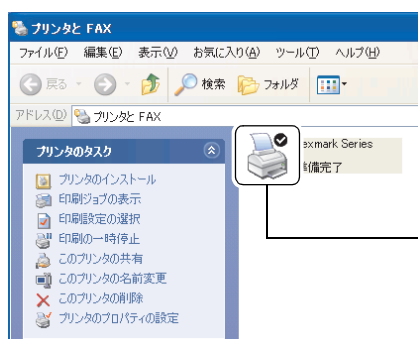 プリンタと FAX
ファイル(F) 編集(E) 表示(V) お気に入り(A) ツール(T) ヘルプ(H)
戻る 検索 フォルダ
アドレス(D) プリンタと FAX
プリンタのタスク
プリンタのインストール
印刷ジョブの表示
印刷設定の選択
印刷の一時停止
このプリンタの共有
このプリンタの名前変更
このプリンタの削除
プリンタのプロパティの設定
exmark Series
準備完了